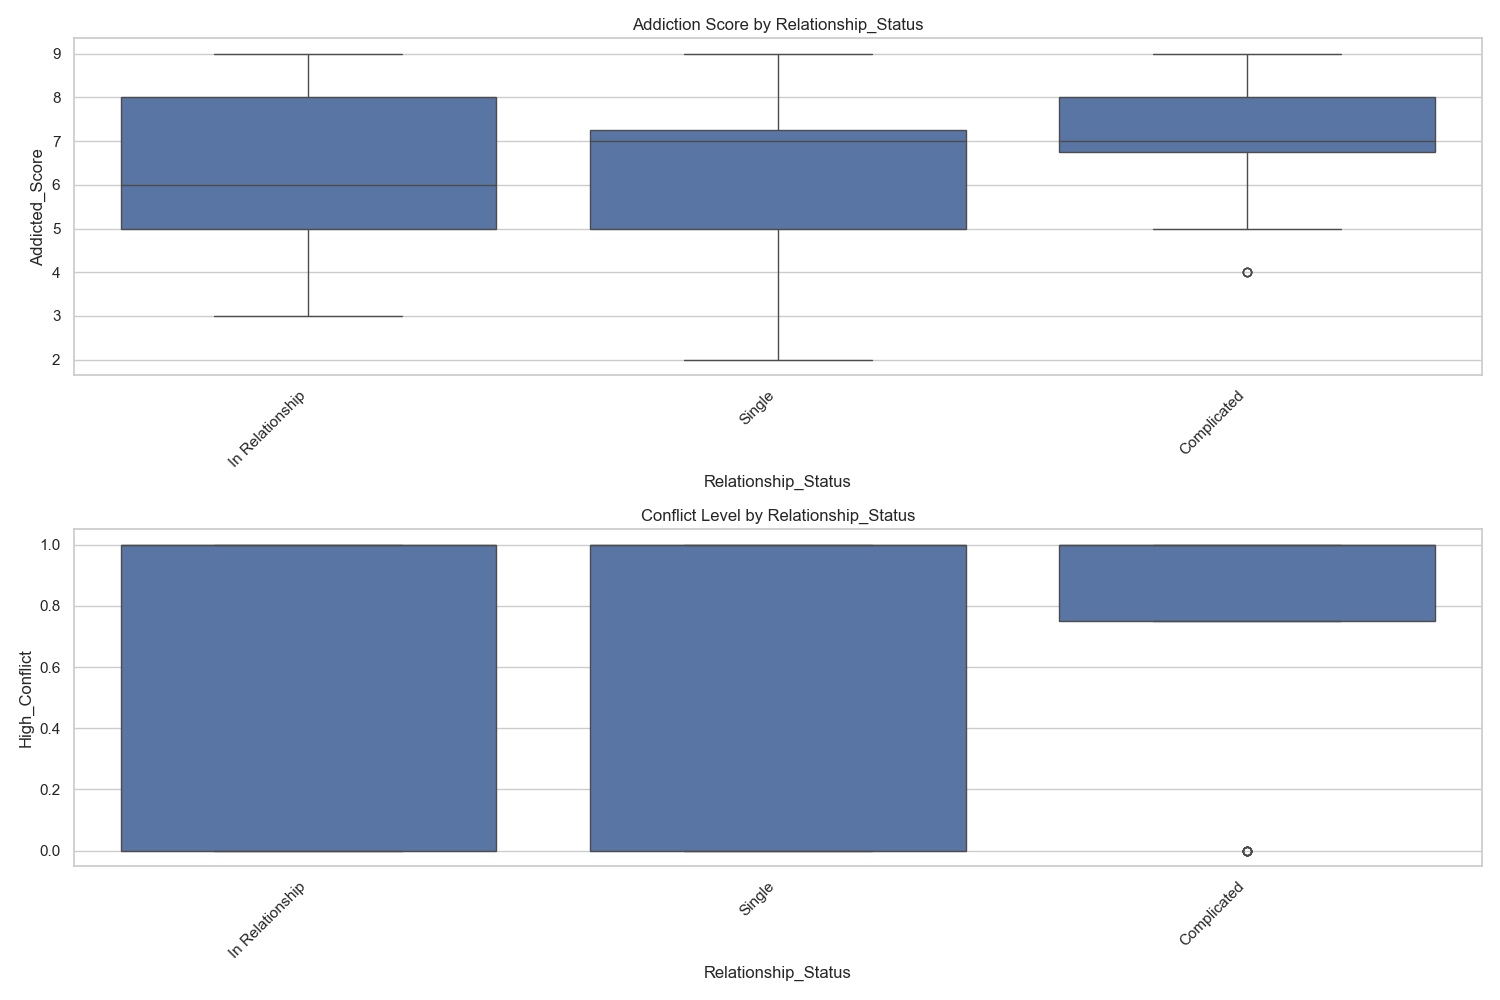 Addiction Score by Relationship_Status
Addicted_Score
9
8
7
6
5
4
3
2
In Relationship
Single
Complicated
Relationship_Status
Conflict Level by Relationship_Status
High_Conflict
1.0
0.8
0.6
0.4
0.2
0.0
In Relationship
Single
Complicated
Relationship_Status